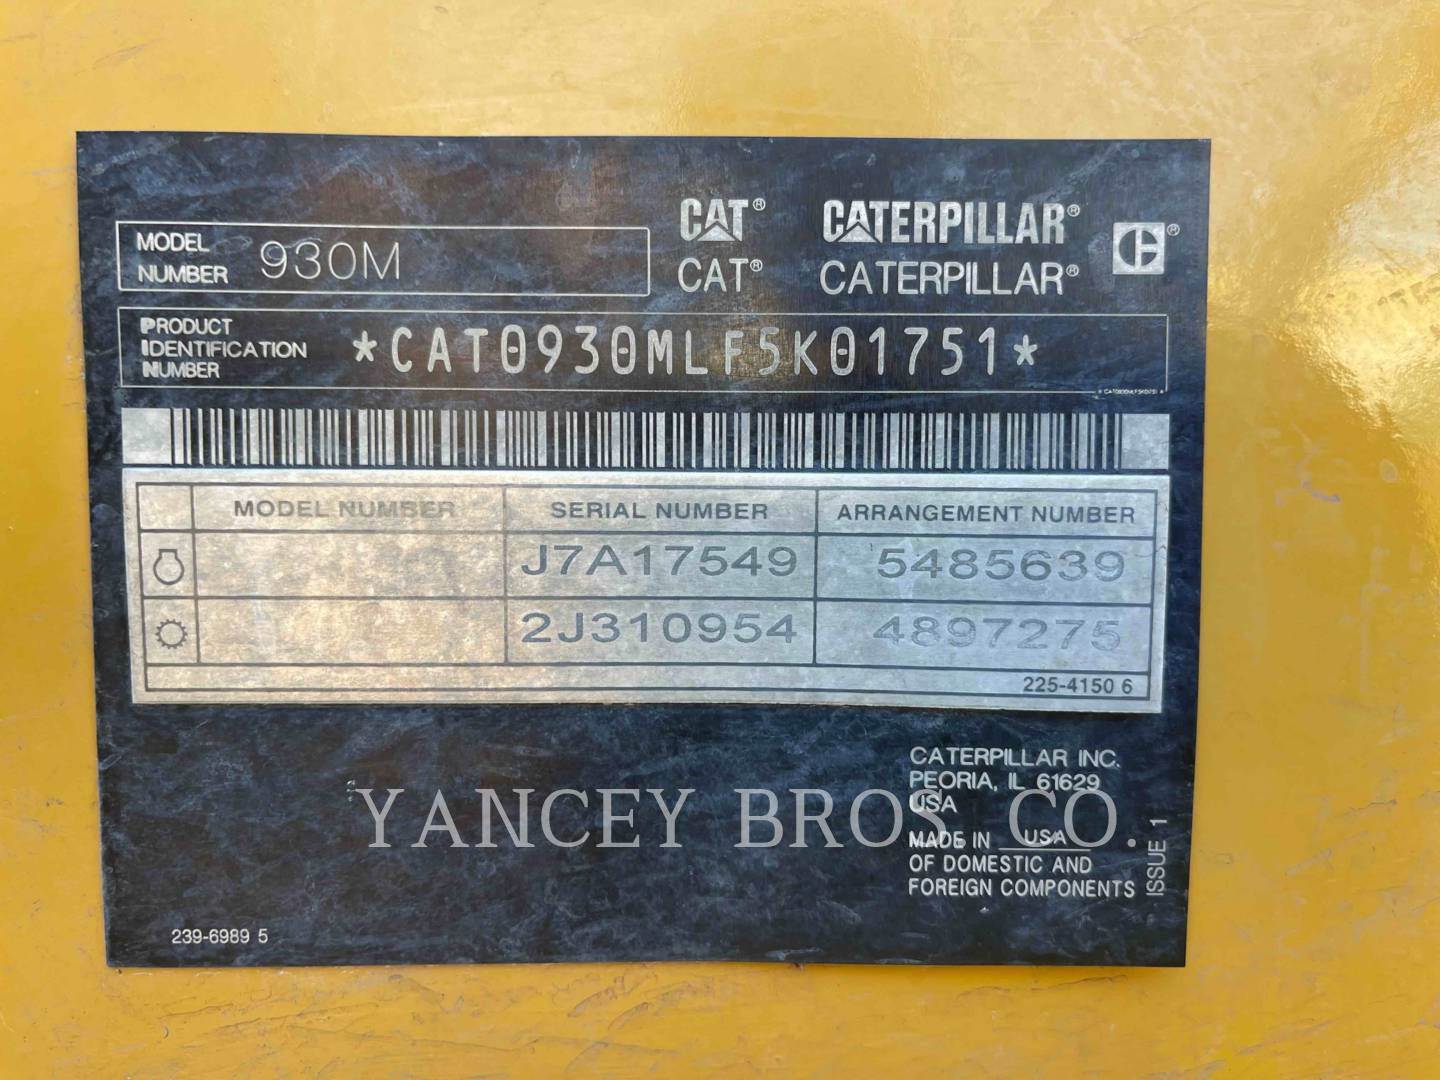 CAT® CATERPILLAR®
CAT® CATERPILLAR®
MODEL
NUMBER 930M
PRODUCT
IDENTIFICATION
NUMBER
*CAT0930MLF5K01751*
*CAT0930MLF5K01751*
MODEL NUMBER SERIAL NUMBER ARRANGEMENT NUMBER
J7A17549 5485639
2J310954 4897275
225-4150 6
CATERPILLAR INC.
PEORIA, IL 61629
USA
MADE IN USA
OF DOMESTIC AND
FOREIGN COMPONENTS
ISSUE 1
YANCEY BROS. CO.
239-6989 5